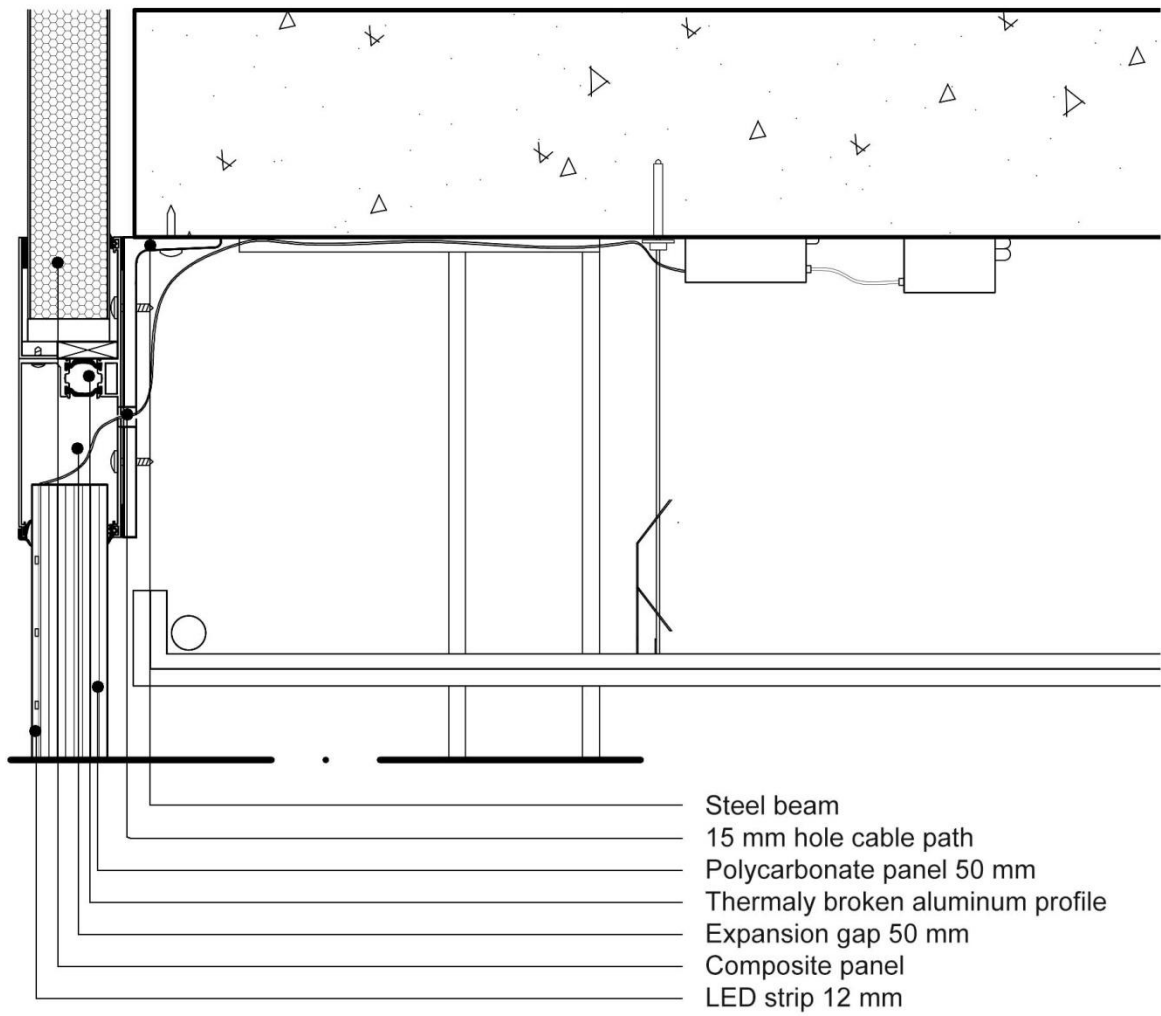 Steel beam
15 mm hole cable path
Polycarbonate panel 50 mm
Thermaly broken aluminum profile
Expansion gap 50 mm
Composite panel
LED strip 12 mm